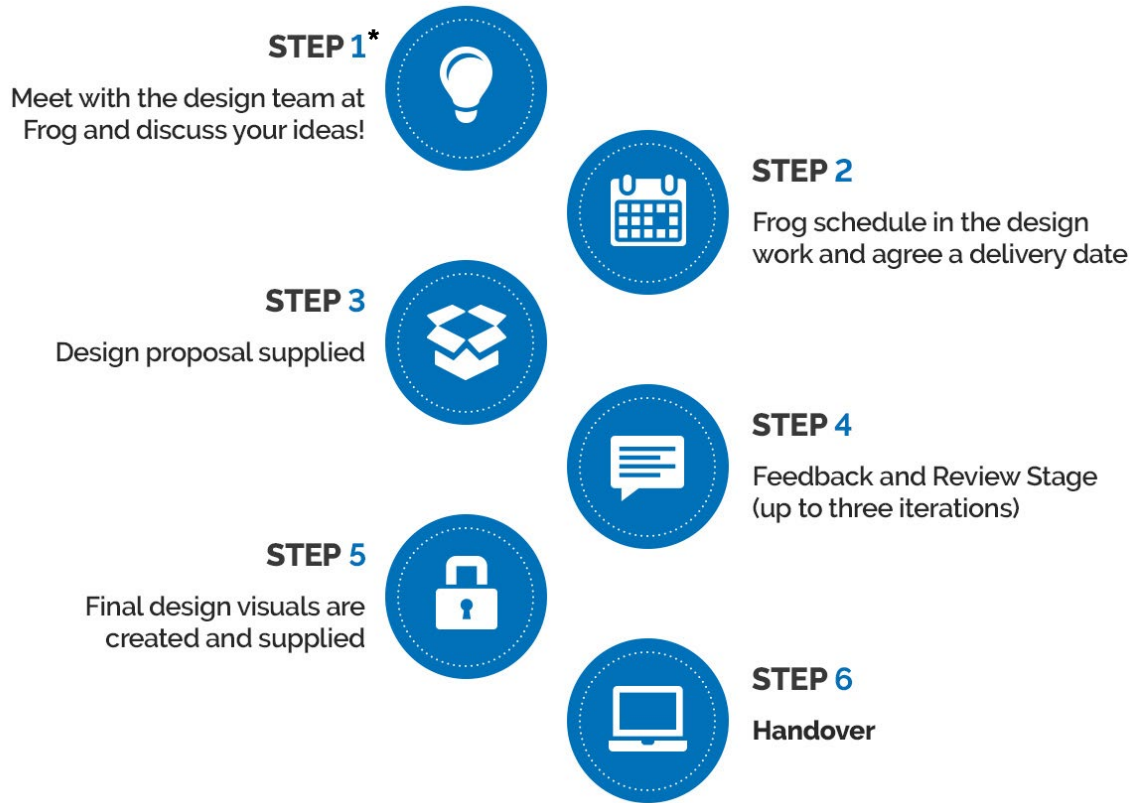 STEP 1*
Meet with the design team at
Frog and discuss your ideas!
STEP 2
Frog schedule in the design
work and agree a delivery date
STEP 3
Design proposal supplied
STEP 4
Feedback and Review Stage
(up to three iterations)
STEP 5
Final design visuals are
created and supplied
STEP 6
Handover